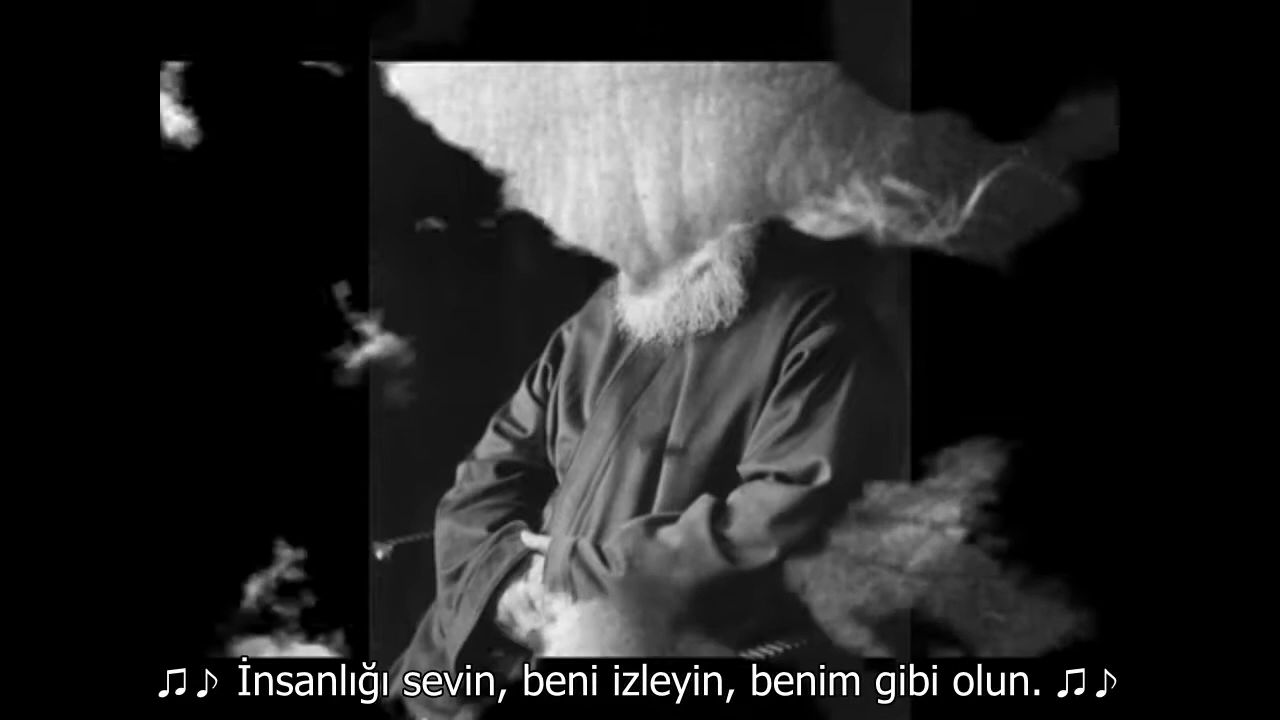 ♫♪ İnsanlığı sevin, beni izleyin, benim gibi olun. ♫♪